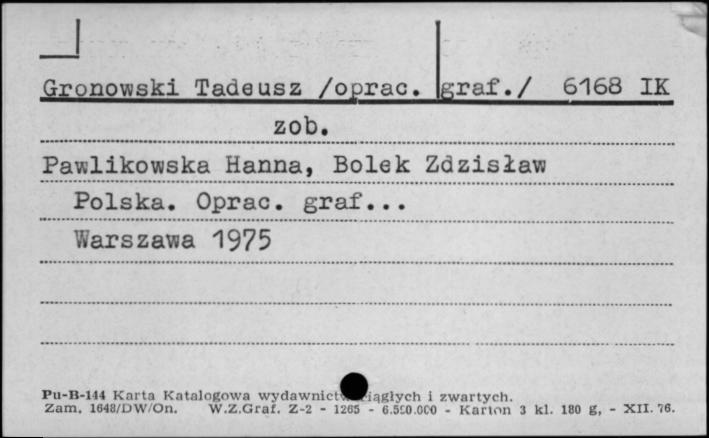 Gronowski Tadeusz /oprac. graf./ 6168 IK
zob.
Pawlikowska Hanna, Bolek Zdzisław
Polska. Oprac. graf...
Warszawa 1975
Pu-B-144 Karta Katalogowa wydawnictw ciągłych i zwartych.
Zam. 1648/DW/On. W.Z.Graf. Z-2 - 1265 - 6.500.000 - Karton 3 kl. 180 g, - XII. 76.